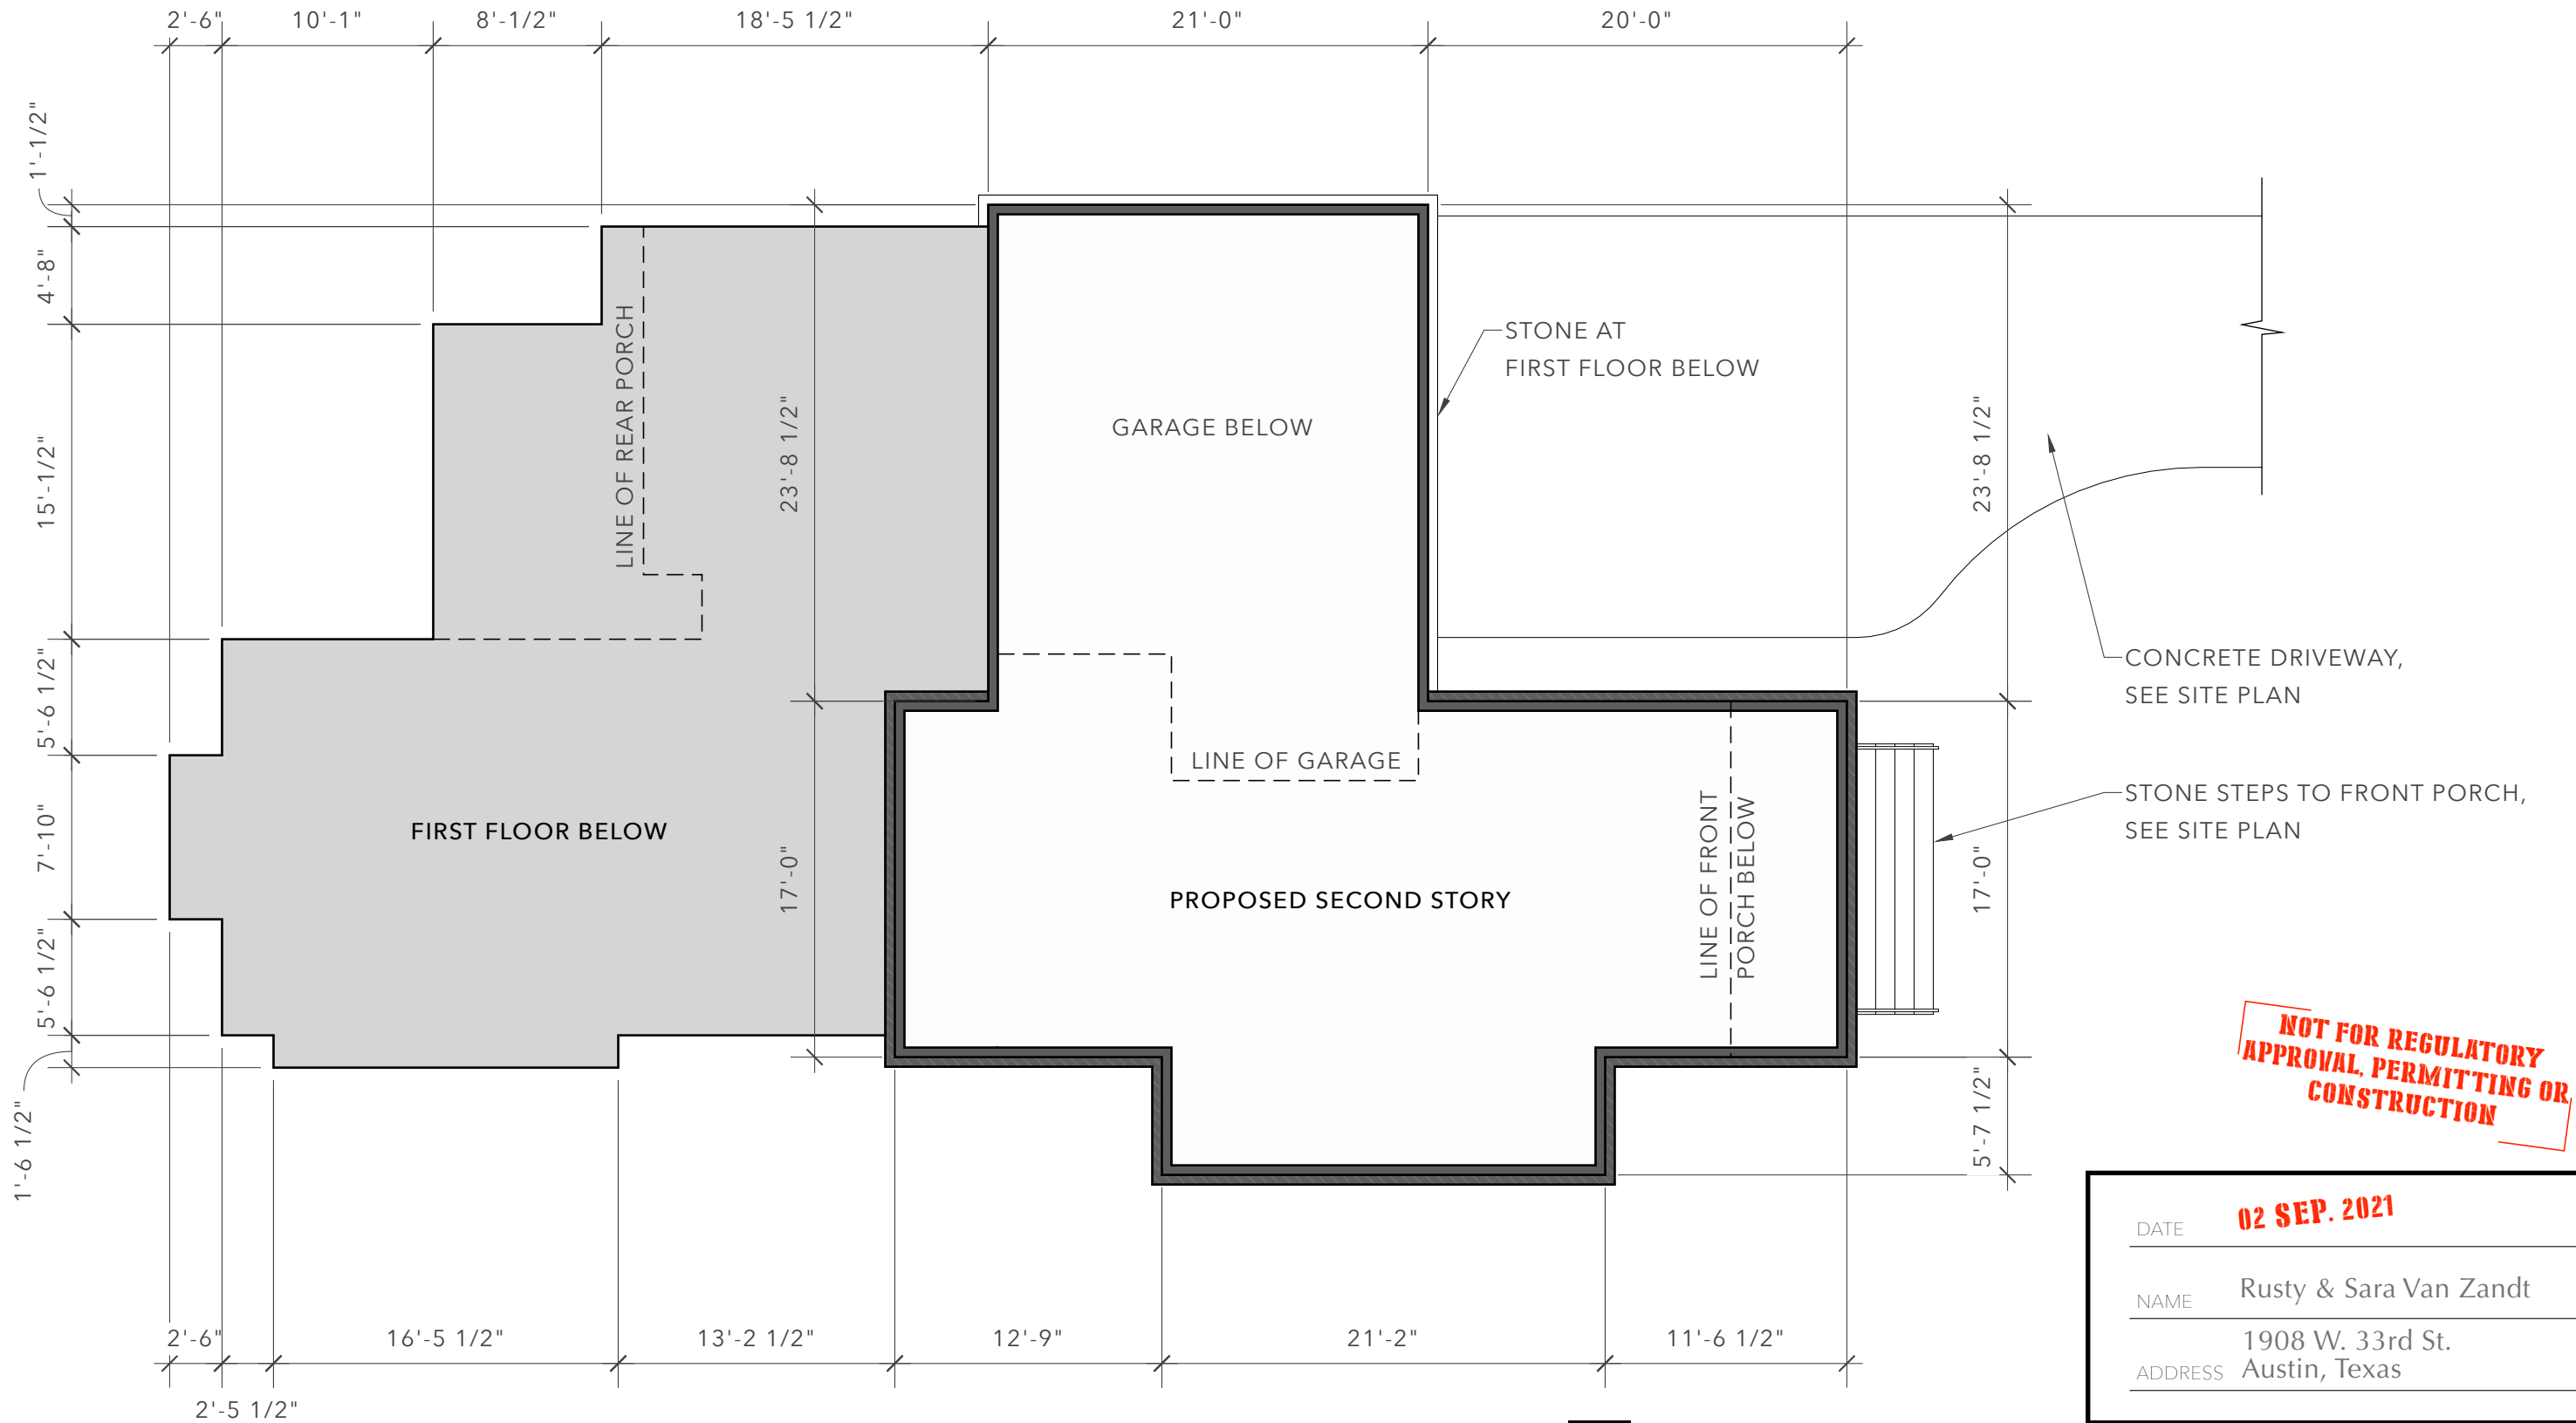 2'-6"
10'-1"
8'-1/2"
18'-5 1/2"
21'-0"
20'-0"
1'-1/2"
4'-8"
15'-1/2"
5'-6 1/2"
7'-10"
5'-6 1/2"
1'-6 1/2"
LINE OF REAR PORCH
23'-8 1/2"
17'-0"
GARAGE BELOW
STONE AT
FIRST FLOOR BELOW
23'-8 1/2"
CONCRETE DRIVEWAY,
SEE SITE PLAN
LINE OF GARAGE
STONE STEPS TO FRONT PORCH,
SEE SITE PLAN
FIRST FLOOR BELOW
PROPOSED SECOND STORY
LINE OF FRONT
PORCH BELOW
17'-0"
5'-7 1/2"
NOT FOR REGULATORY
APPROVAL, PERMITTING OR
CONSTRUCTION
DATE 02 SEP. 2021
NAME Rusty & Sara Van Zandt
1908 W. 33rd St.
ADDRESS Austin, Texas
2'-6"
16'-5 1/2"
13'-2 1/2"
12'-9"
21'-2"
11'-6 1/2"
2'-5 1/2"